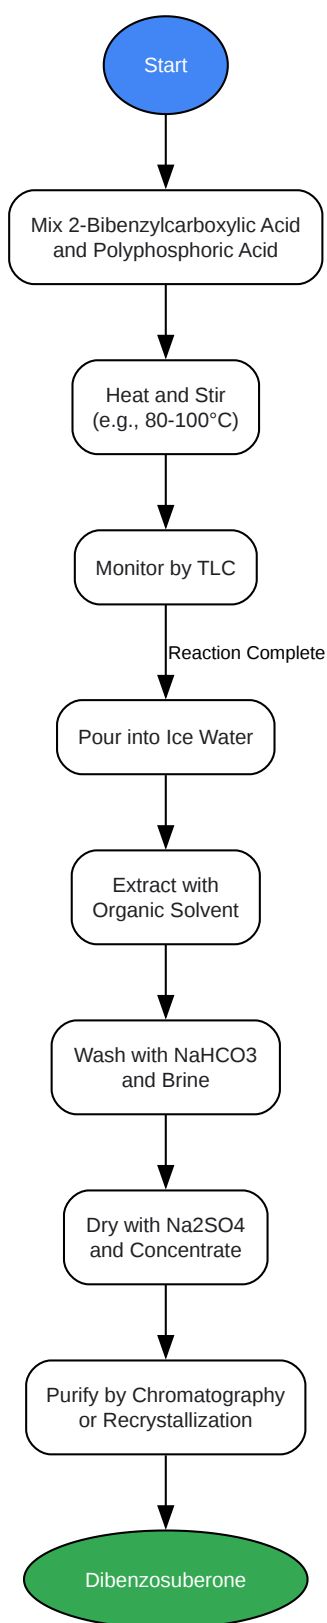 Start
Mix 2-Bibenzylcarboxylic Acid
and Polyphosphoric Acid
Heat and Stir
(e.g., 80-100°C)
Monitor by TLC
Reaction Complete
Pour into Ice Water
Extract with
Organic Solvent
Wash with NaHCO3
and Brine
Dry with Na2SO4
and Concentrate
Purify by Chromatography
or Recrystallization
Dibenzosuberone